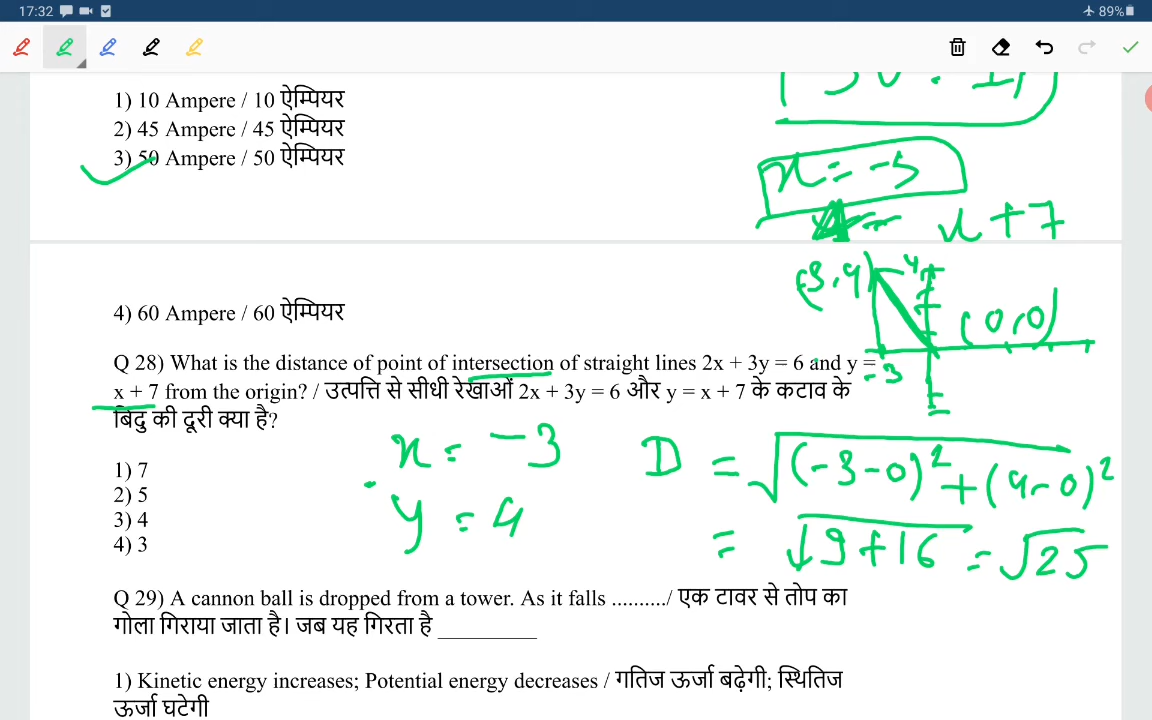 17:32
89%
1) 10 Ampere / 10 ऐम्पियर
2) 45 Ampere / 45 ऐम्पियर
3) 50 Ampere / 50 ऐम्पियर
x = -3
x + 7
4) 60 Ampere / 60 ऐम्पियर
(-3, 4) 4
(0,0)
Q 28) What is the distance of point of intersection of straight lines 2x + 3y = 6 and y =
x + 7 from the origin? / उत्पत्ति से सीधी रेखाओं 2x + 3y = 6 और y = x + 7 के कटाव के
-3
बिंदु की दूरी क्या है?
x = -3
y = 4
D = √(-3-0)² + (4-0)²
= √9+16 = √25
1) 7
2) 5
3) 4
4) 3
Q 29) A cannon ball is dropped from a tower. As it falls ........../ एक टावर से तोप का
गोला गिराया जाता है। जब यह गिरता है __________
1) Kinetic energy increases; Potential energy decreases / गतिज ऊर्जा बढ़ेगी; स्थितिज
ऊर्जा घटेगी